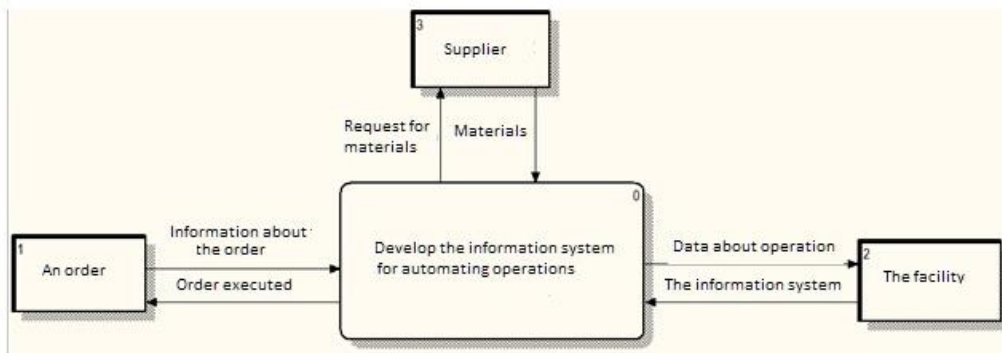 3
Supplier
Request for
materials
Materials
0
Develop the information system
for automating operations
1
An order
Information about
the order
Order executed
Data about operation
The information system
2
The facility